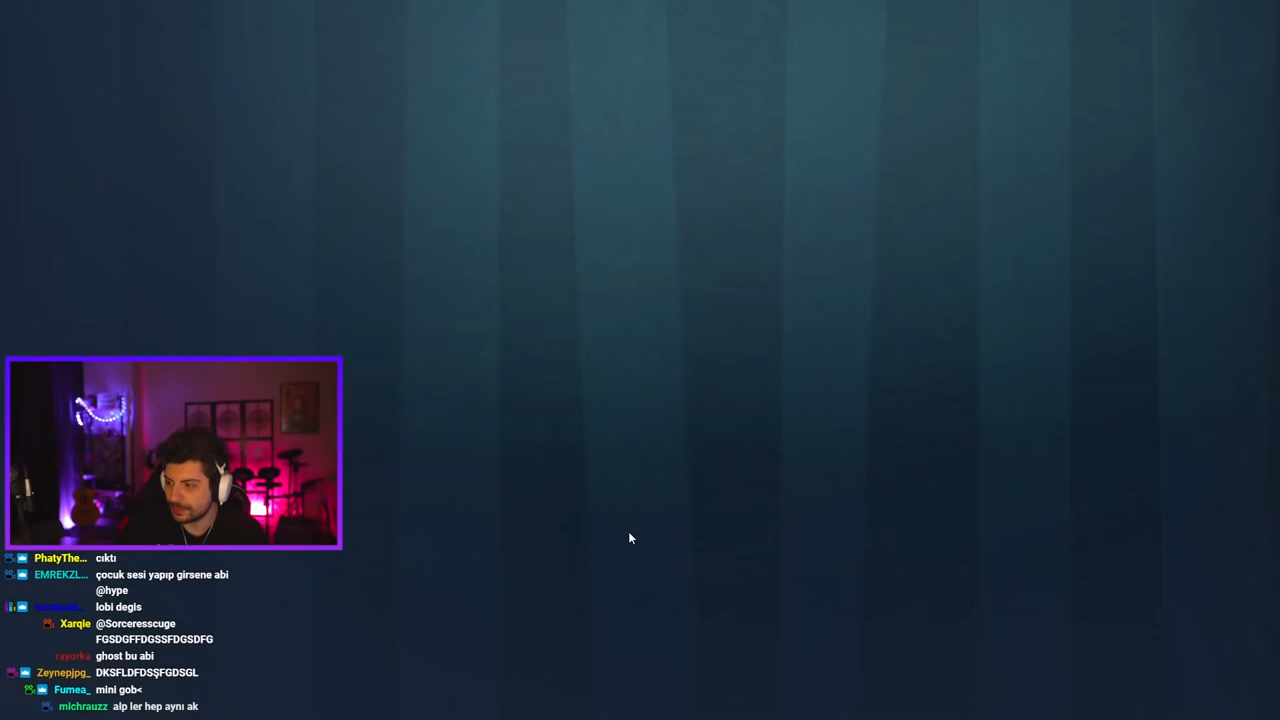 PhatyThe... cıktı
EMREKZL... çocuk sesi yapıp girsene abi
@hype
lobi degis
Xarqle @Sorceresscuge
FGSDGFFDGSSFDGSDFG
rayorka ghost bu abi
Zeynepjpg_ DKSFLDFDSŞFGDSGL
Fumea_ mini gob<
michrauzz alp ler hep aynı ak